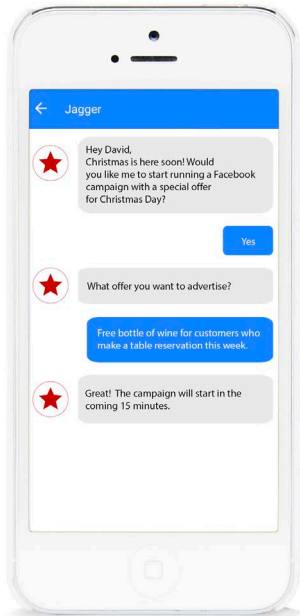 Jagger
Hey David,
Christmas is here soon! Would
you like me to start running a Facebook
campaign with a special offer
for Christmas Day?
Yes
What offer you want to advertise?
Free bottle of wine for customers who
make a table reservation this week.
Great! The campaign will start in the
coming 15 minutes.